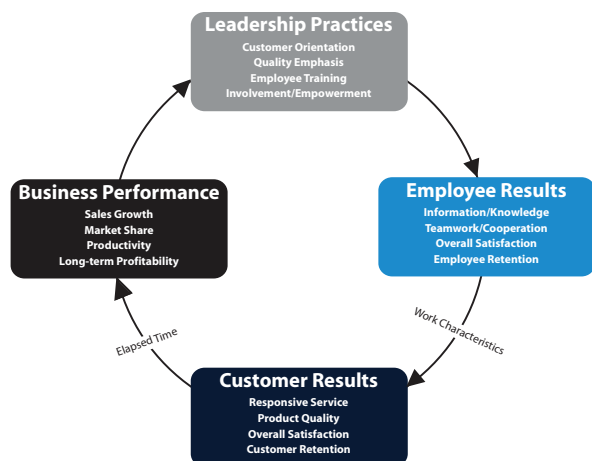 Leadership Practices
Customer Orientation
Quality Emphasis
Employee Training
Involvement/Empowerment
Business Performance
Sales Growth
Market Share
Productivity
Long-term Profitability
Employee Results
Information/Knowledge
Teamwork/Cooperation
Overall Satisfaction
Employee Retention
Elapsed Time
Work Characteristics
Customer Results
Responsive Service
Product Quality
Overall Satisfaction
Customer Retention